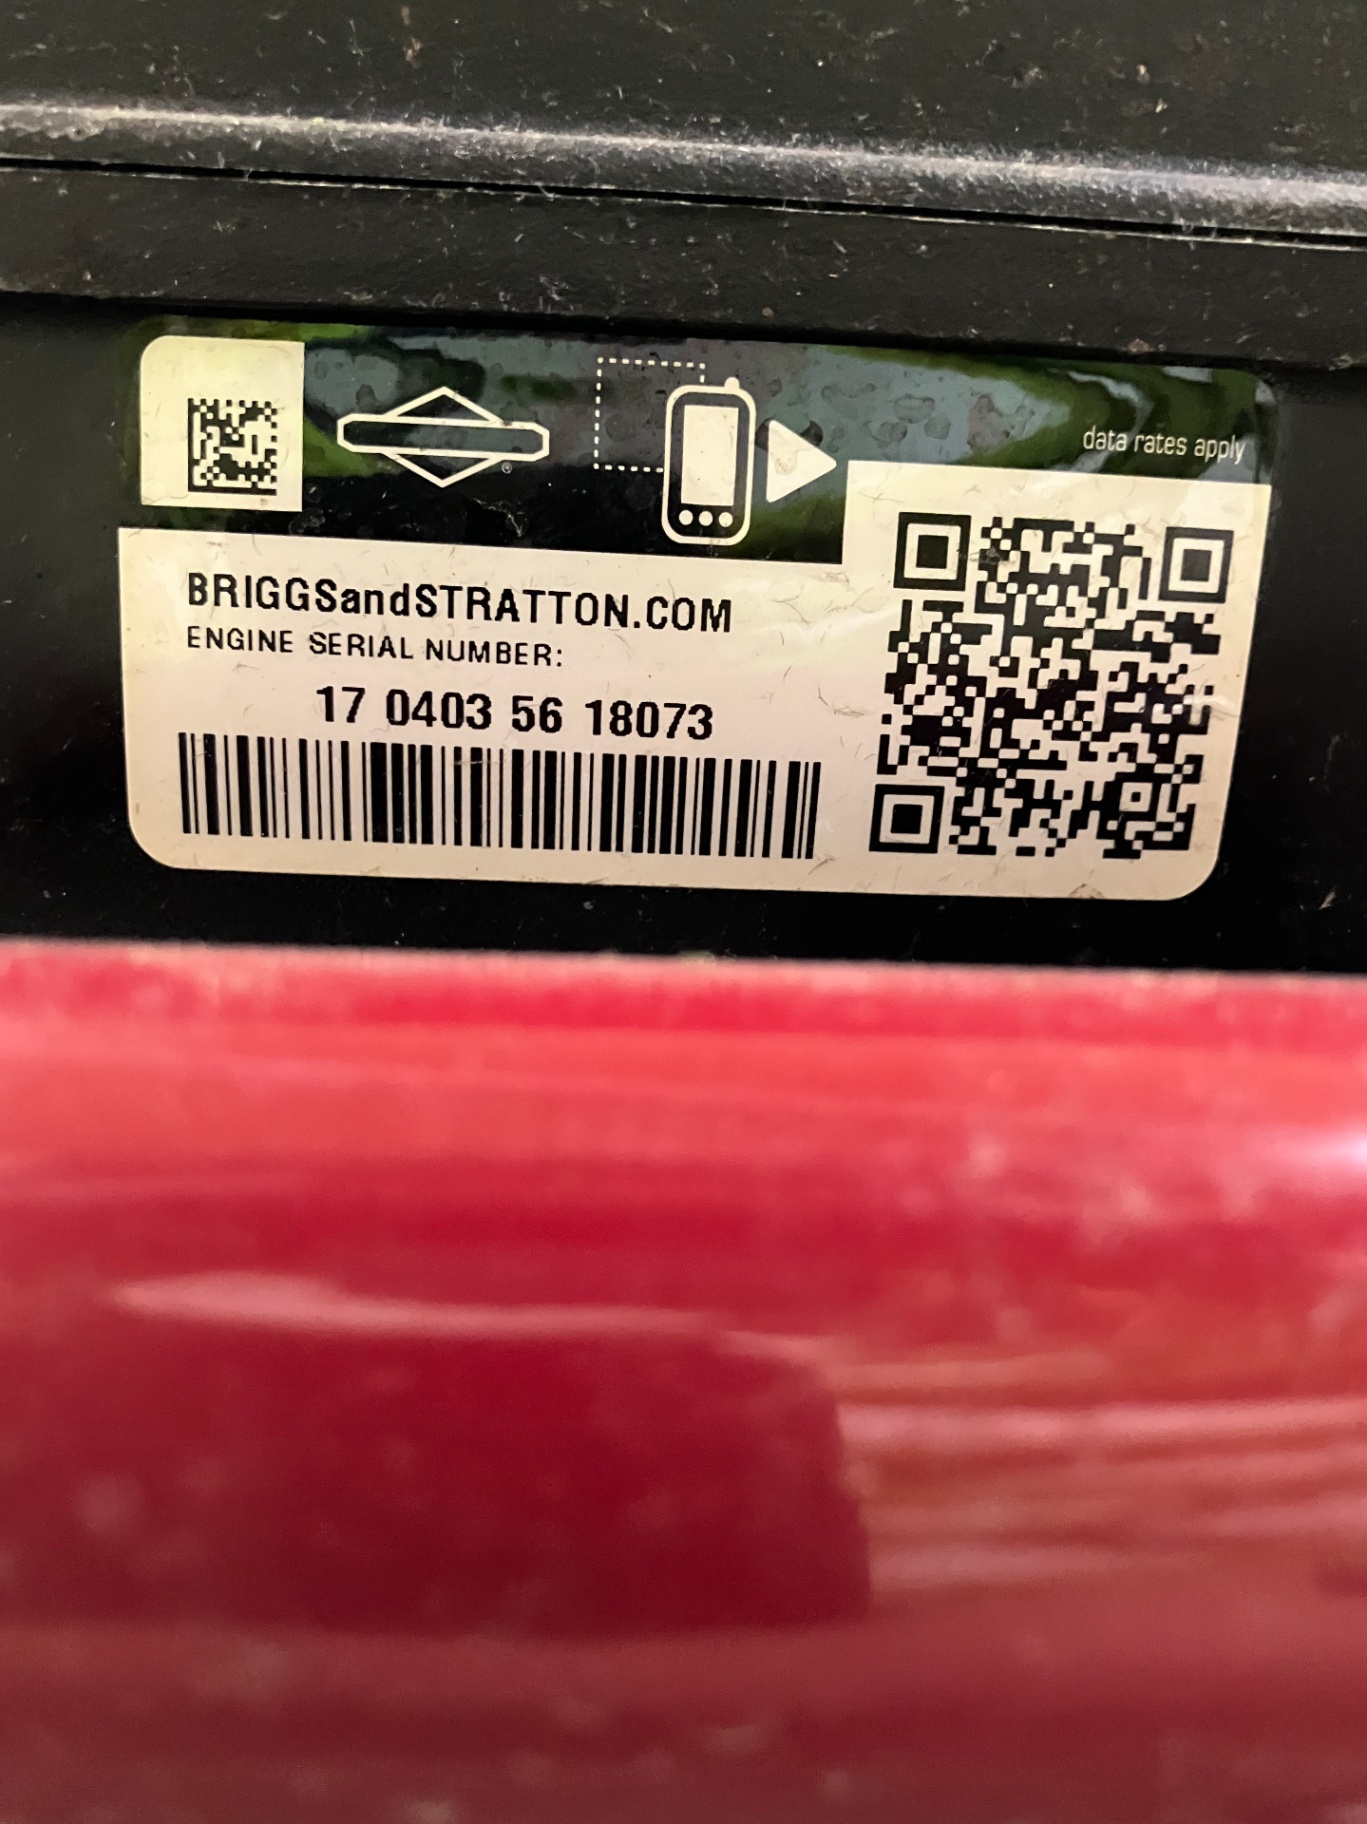 data rates apply
BRIGGSandSTRATTON.COM
ENGINE SERIAL NUMBER:
17 0403 56 18073